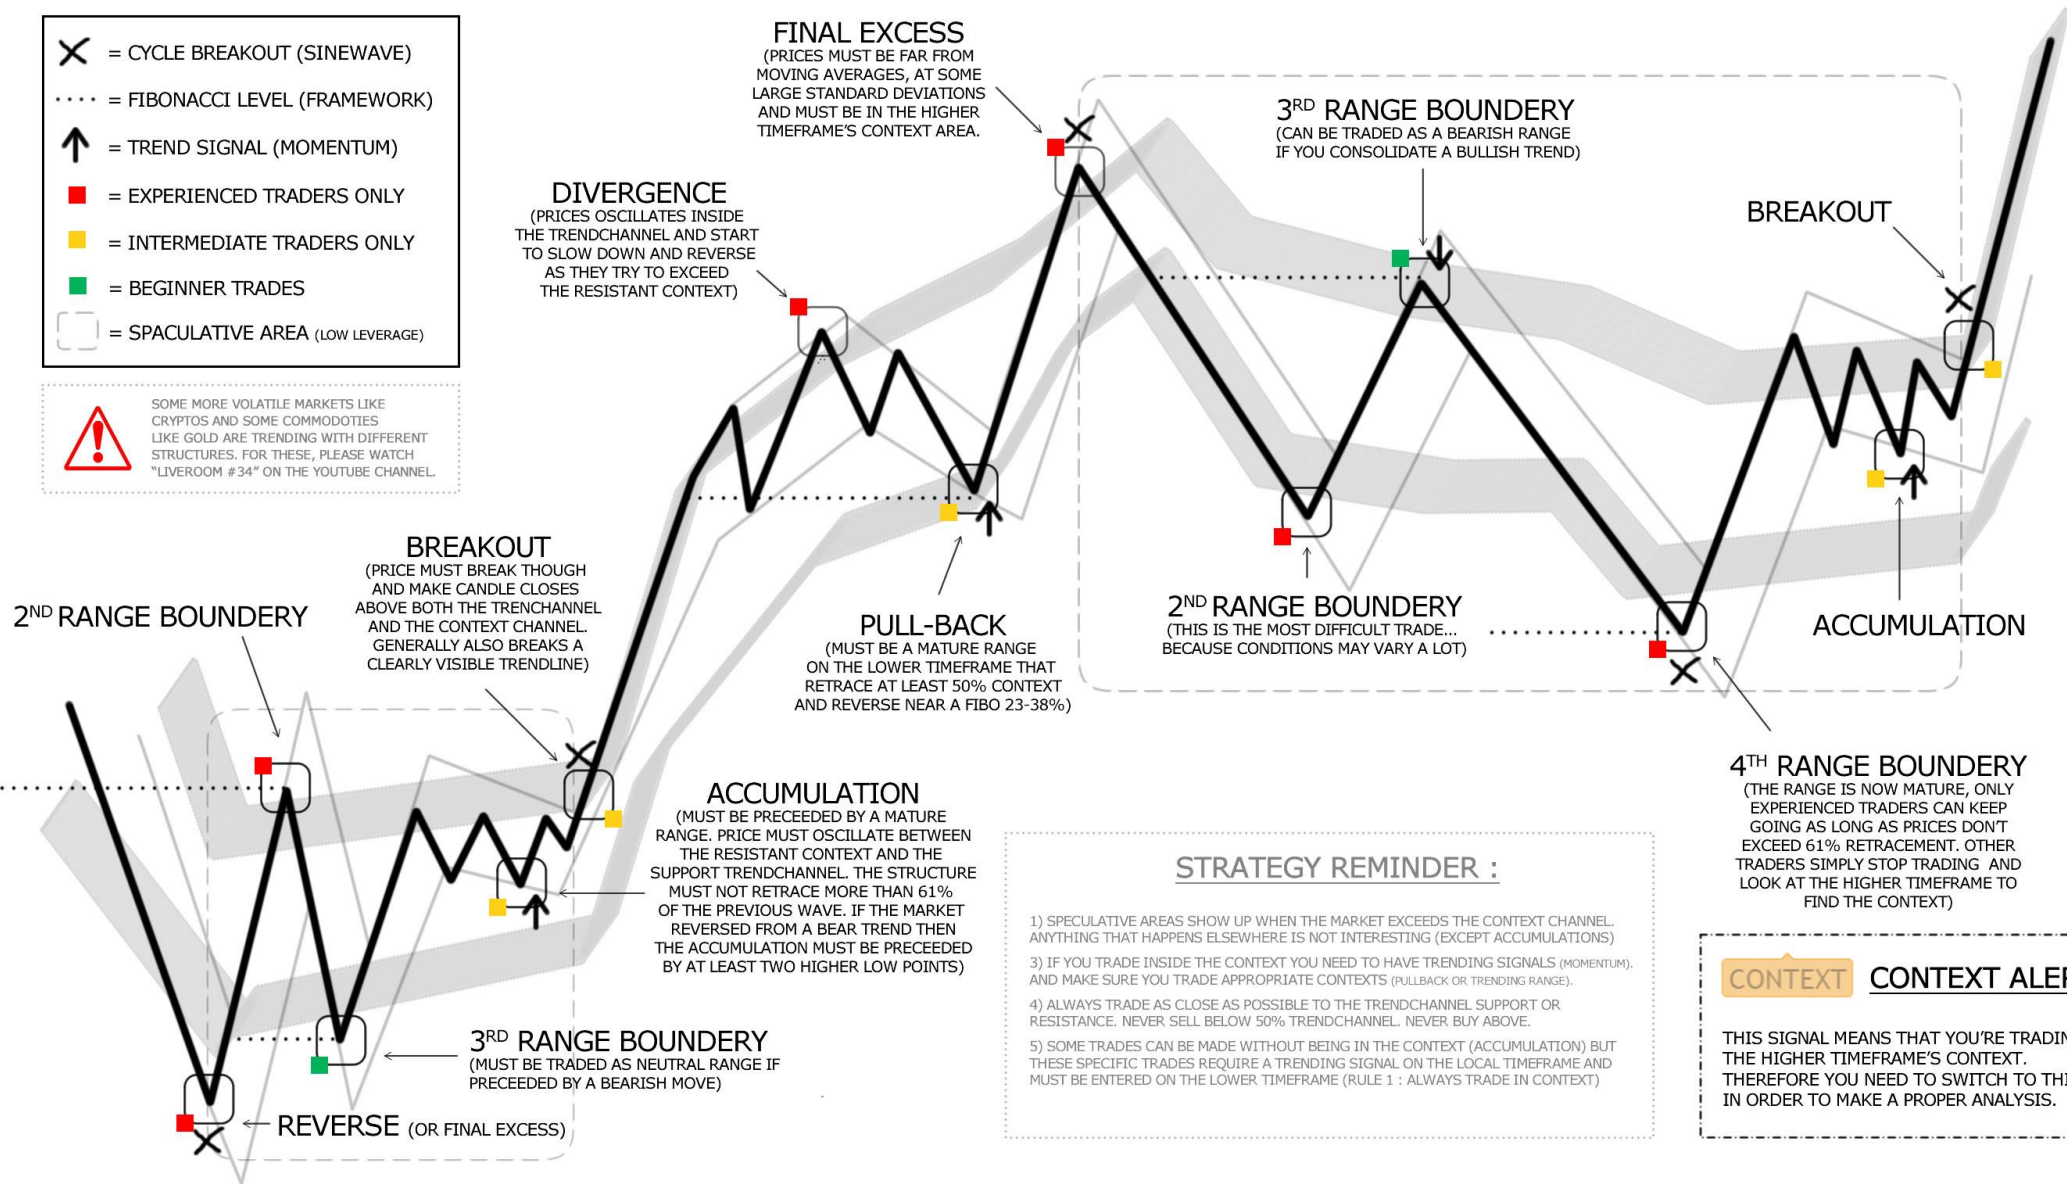 = CYCLE BREAKOUT (SINEWAVE)
= FIBONACCI LEVEL (FRAMEWORK)
= TREND SIGNAL (MOMENTUM)
= EXPERIENCED TRADERS ONLY
= INTERMEDIATE TRADERS ONLY
= BEGINNER TRADES
= SPACULATIVE AREA (LOW LEVERAGE)
SOME MORE VOLATILE MARKETS LIKE
CRYPTOS AND SOME COMMODOTIES
LIKE GOLD ARE TRENDING WITH DIFFERENT
STRUCTURES. FOR THESE, PLEASE WATCH
"LIVEROOM #34" ON THE YOUTUBE CHANNEL.
FINAL EXCESS
(PRICES MUST BE FAR FROM
MOVING AVERAGES, AT SOME
LARGE STANDARD DEVIATIONS
AND MUST BE IN THE HIGHER
TIMEFRAME'S CONTEXT AREA.
3RD RANGE BOUNDERY
(CAN BE TRADED AS A BEARISH RANGE
IF YOU CONSOLIDATE A BULLISH TREND)
DIVERGENCE
(PRICES OSCILLATES INSIDE
THE TRENDCHANNEL AND START
TO SLOW DOWN AND REVERSE
AS THEY TRY TO EXCEED
THE RESISTANT CONTEXT)
BREAKOUT
BREAKOUT
(PRICE MUST BREAK THOUGH
AND MAKE CANDLE CLOSES
ABOVE BOTH THE TRENCHANNEL
AND THE CONTEXT CHANNEL.
GENERALLY ALSO BREAKS A
CLEARLY VISIBLE TRENDLINE)
2ND RANGE BOUNDERY
PULL-BACK
(MUST BE A MATURE RANGE
ON THE LOWER TIMEFRAME THAT
RETRACE AT LEAST 50% CONTEXT
AND REVERSE NEAR A FIBO 23-38%)
2ND RANGE BOUNDERY
(THIS IS THE MOST DIFFICULT TRADE...
BECAUSE CONDITIONS MAY VARY A LOT)
ACCUMULATION
4TH RANGE BOUNDERY
(THE RANGE IS NOW MATURE, ONLY
EXPERIENCED TRADERS CAN KEEP
GOING AS LONG AS PRICES DON'T
EXCEED 61% RETRACEMENT. OTHER
TRADERS SIMPLY STOP TRADING AND
LOOK AT THE HIGHER TIMEFRAME TO
FIND THE CONTEXT)
ACCUMULATION
(MUST BE PRECEEDED BY A MATURE
RANGE. PRICE MUST OSCILLATE BETWEEN
THE RESISTANT CONTEXT AND THE
SUPPORT TRENDCHANNEL. THE STRUCTURE
MUST NOT RETRACE MORE THAN 61%
OF THE PREVIOUS WAVE. IF THE MARKET
REVERSED FROM A BEAR TREND THEN
THE ACCUMULATION MUST BE PRECEEDED
BY AT LEAST TWO HIGHER LOW POINTS)
3RD RANGE BOUNDERY
(MUST BE TRADED AS NEUTRAL RANGE IF
PRECEEDED BY A BEARISH MOVE)
REVERSE (OR FINAL EXCESS)
STRATEGY REMINDER :
1) SPECULATIVE AREAS SHOW UP WHEN THE MARKET EXCEEDS THE CONTEXT CHANNEL.
ANYTHING THAT HAPPENS ELSEWHERE IS NOT INTERESTING (EXCEPT ACCUMULATIONS)
3) IF YOU TRADE INSIDE THE CONTEXT YOU NEED TO HAVE TRENDING SIGNALS (MOMENTUM).
AND MAKE SURE YOU TRADE APPROPRIATE CONTEXTS (PULLBACK OR TRENDING RANGE).
4) ALWAYS TRADE AS CLOSE AS POSSIBLE TO THE TRENDCHANNEL SUPPORT OR
RESISTANCE. NEVER SELL BELOW 50% TRENDCHANNEL. NEVER BUY ABOVE.
5) SOME TRADES CAN BE MADE WITHOUT BEING IN THE CONTEXT (ACCUMULATION) BUT
THESE SPECIFIC TRADES REQUIRE A TRENDING SIGNAL ON THE LOCAL TIMEFRAME AND
MUST BE ENTERED ON THE LOWER TIMEFRAME (RULE 1 : ALWAYS TRADE IN CONTEXT)
CONTEXT CONTEXT
THIS SIGNAL MEANS THAT YOU'RE
THE HIGHER TIMEFRAME'S CONTEXT.
THEREFORE YOU NEED TO SWITCH TO
IN ORDER TO MAKE A PROPER ANALYSIS.